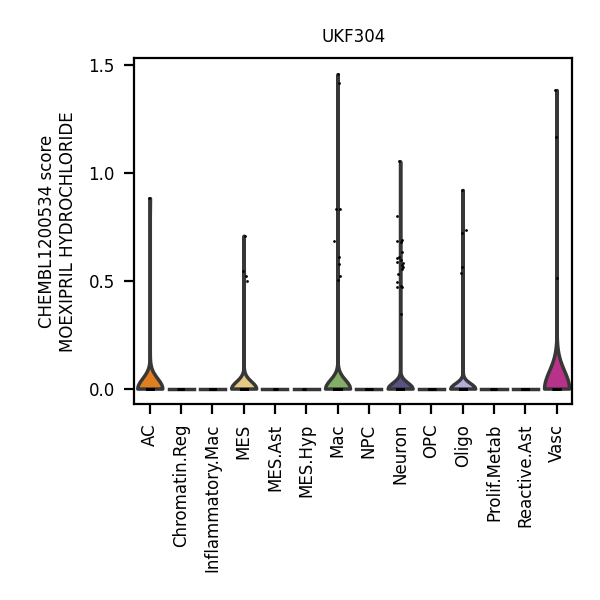 UKF304
CHEMBL1200534 score
MOEXIPRIL HYDROCHLORIDE
1.5
1.0
0.5
0.0
AC
Chromatin.Reg
Inflammatory.Mac
MES
MES.Ast
MES.Hyp
Mac
NPC
Neuron
OPC
Oligo
Prolif.Metab
Reactive.Ast
Vasc